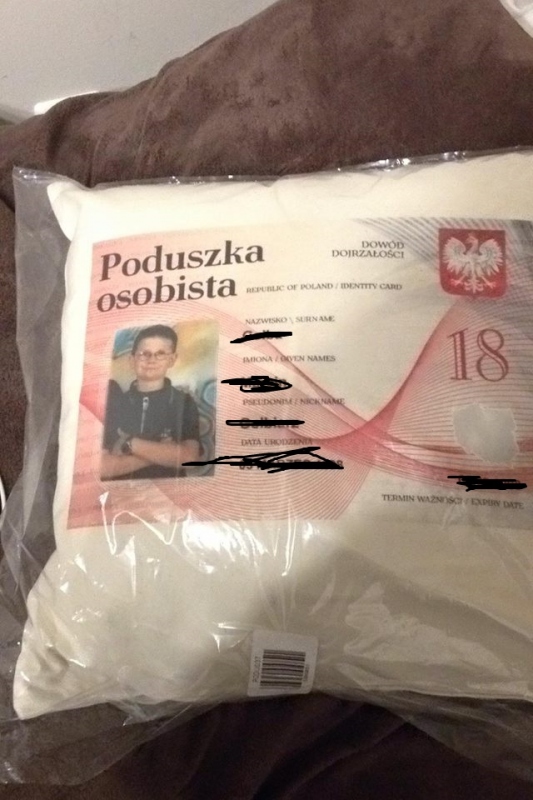 Poduszka
osobista
DOWÓD
DOJRZAŁOŚCI
REPUBLIC OF POLAND / IDENTITY CARD
NAZWISKO \ SURNAME
IMIONA / GIVEN NAMES
18
PSEUDONIM / NICKNAME
DATA URODZENIA
TERMIN WAŻNOŚCI / EXPIRY DATE